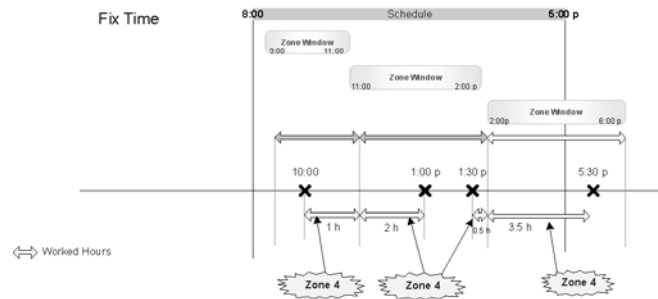 Fix Time
8:00 Schedule 5:00 p
Zone Window
9:00 11:00
Zone Window
11:00 2:00 p
Zone Window
2:00p 6:00 p
10:00 1:00 p 1:30 p 5:30 p
1 h 2 h 0.5 h 3.5 h
Worked Hours
Zone 4 Zone 4 Zone 4